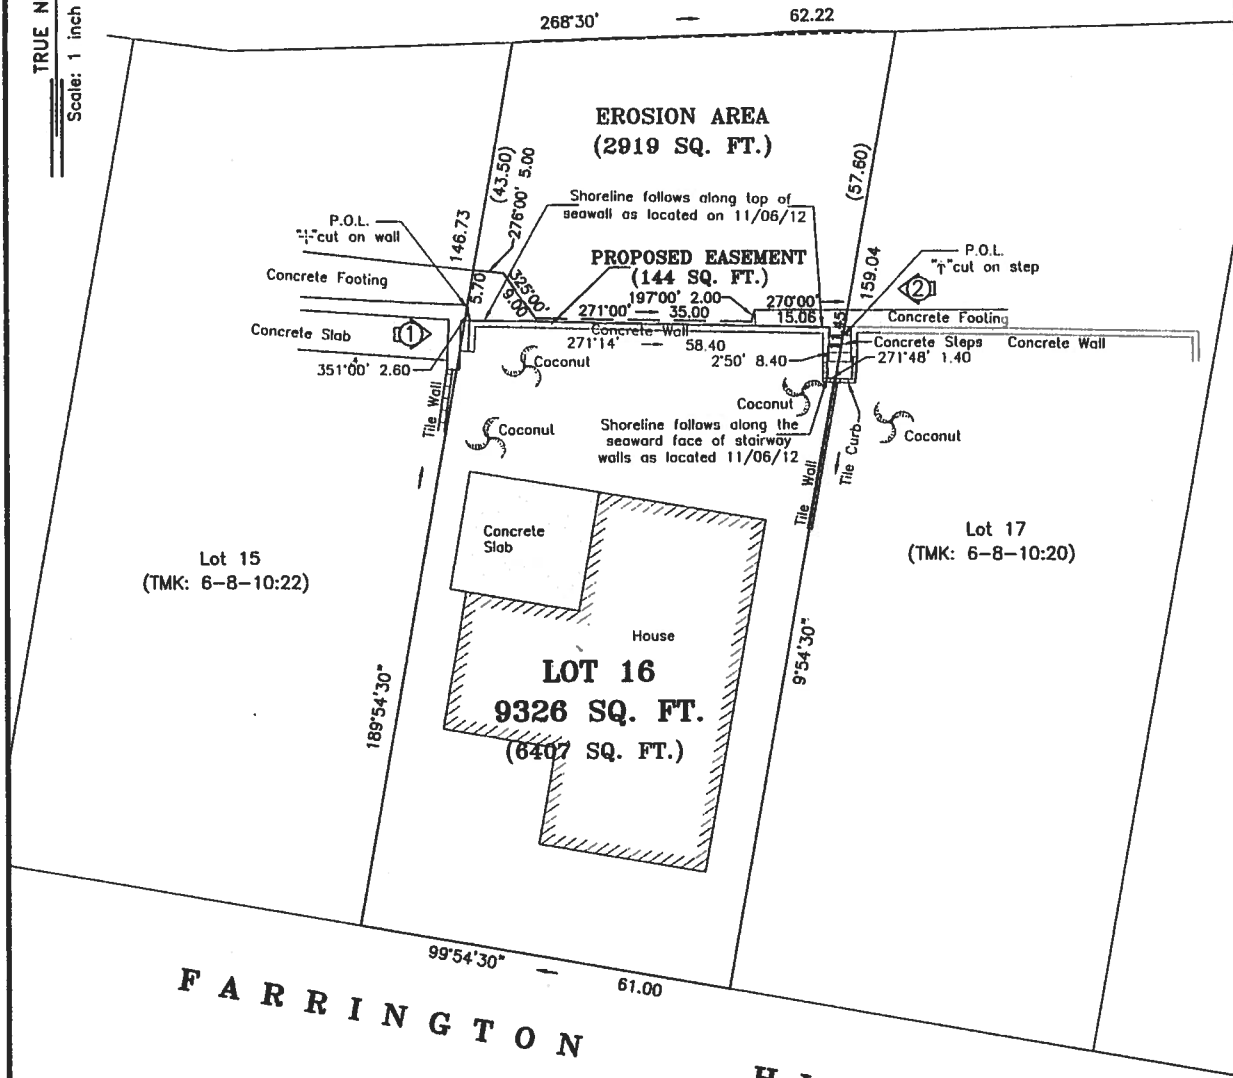 TRUE N
Scale: 1 inch
268°30' 62.22
EROSION AREA
(2919 SQ. FT.)
(43.50)
276°00' 5.00
146.73
(57.60)
159.04
Shoreline follows along top of
seawall as located on 11/06/12
P.O.L.
"+"cut on wall
P.O.L.
"↑"cut on step
Concrete Footing
PROPOSED EASEMENT
(144 SQ. FT.)
5.70
325°00'
9.00
197°00' 2.00
271°00' 35.00
270°00'
15.06
2
Concrete Footing
Concrete Slab
1
Concrete Wall
271°14' 58.40
Concrete Steps
Concrete Wall
351°00' 2.60
2°50' 8.40
271°48' 1.40
Coconut
Coconut
Coconut
Coconut
Tile Wall
Shoreline follows along the
seaward face of stairway
walls as located 11/06/12
Tile Wall
Tile Curb
Concrete
Slab
Lot 15
(TMK: 6-8-10:22)
Lot 17
(TMK: 6-8-10:20)
House
LOT 16
9326 SQ. FT.
(6407 SQ. FT.)
189°54'30"
9°54'30"
99°54'30" 61.00
FARRINGTON